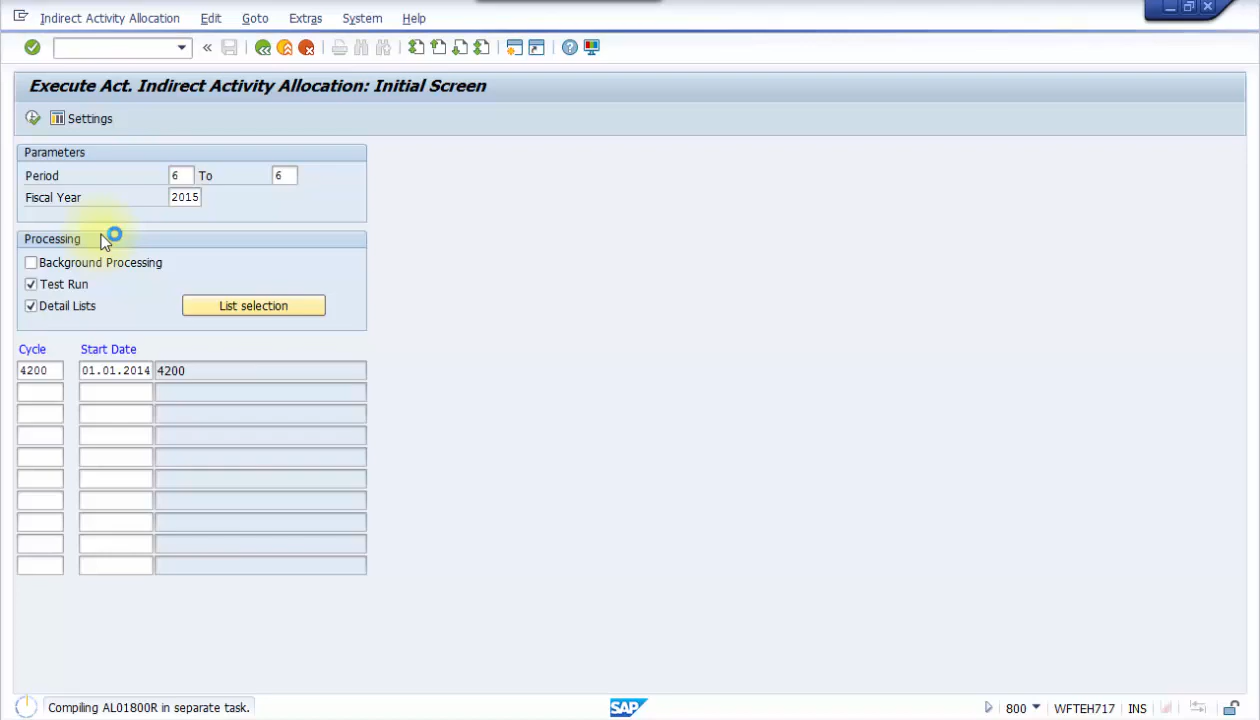 Indirect Activity Allocation Edit Goto Extras System Help
Execute Act. Indirect Activity Allocation: Initial Screen
Settings
Parameters
Period 6 To 6
Fiscal Year 2015
Processing
Background Processing
Test Run
Detail Lists List selection
Cycle Start Date
4200 01.01.2014 4200
Compiling AL01800R in separate task. SAP 800 WFTEH717 INS